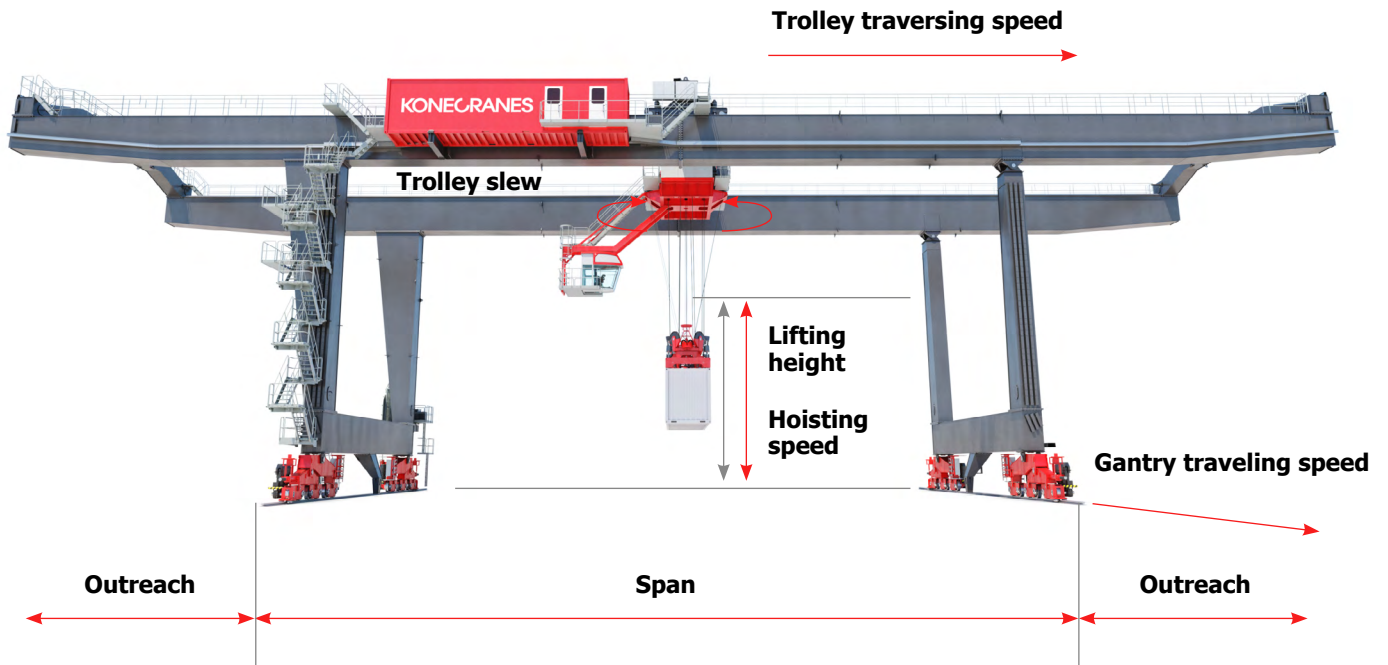 Trolley traversing speed
KONECRANES
Trolley slew
Lifting
height
Hoisting
speed
Gantry traveling speed
Outreach
Span
Outreach